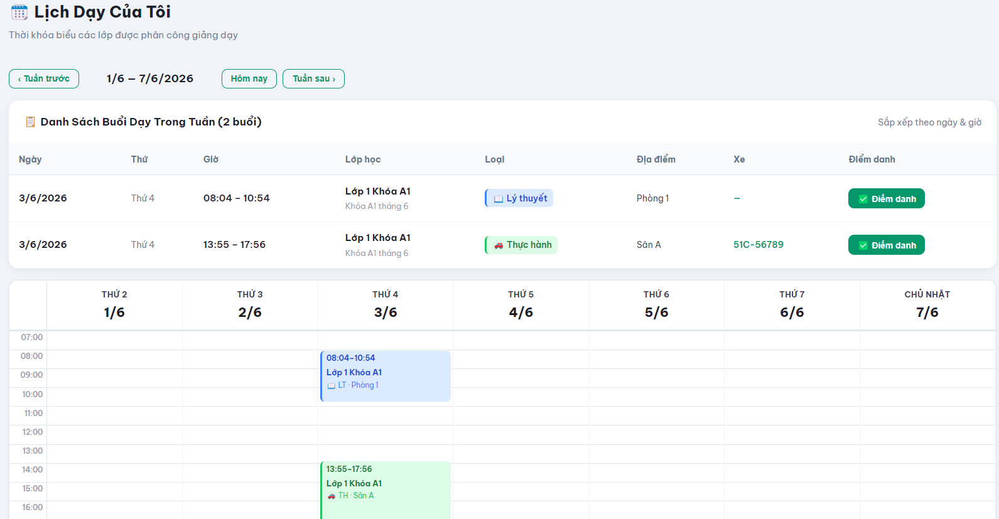 Lịch Dạy Của Tôi
Thời khóa biểu các lớp được phân công giảng dạy
‹ Tuần trước 1/6 – 7/6/2026 Hôm nay Tuần sau ›
Danh Sách Buổi Dạy Trong Tuần (2 buổi) Sắp xếp theo ngày & giờ
Ngày Thứ Giờ Lớp học Loại Địa điểm Xe Điểm danh
3/6/2026 Thứ 4 08:04 – 10:54 Lớp 1 Khóa A1 Lý thuyết Phòng 1 – Điểm danh
Khóa A1 tháng 6
3/6/2026 Thứ 4 13:55 – 17:56 Lớp 1 Khóa A1 Thực hành Sân A 51C-56789 Điểm danh
Khóa A1 tháng 6
THỨ 2 THỨ 3 THỨ 4 THỨ 5 THỨ 6 THỨ 7 CHỦ NHẬT
1/6 2/6 3/6 4/6 5/6 6/6 7/6
07:00
08:00 08:04–10:54
09:00 Lớp 1 Khóa A1
LT · Phòng 1
10:00
11:00
12:00
13:00
14:00 13:55–17:56
Lớp 1 Khóa A1
15:00
TH · Sân A
16:00